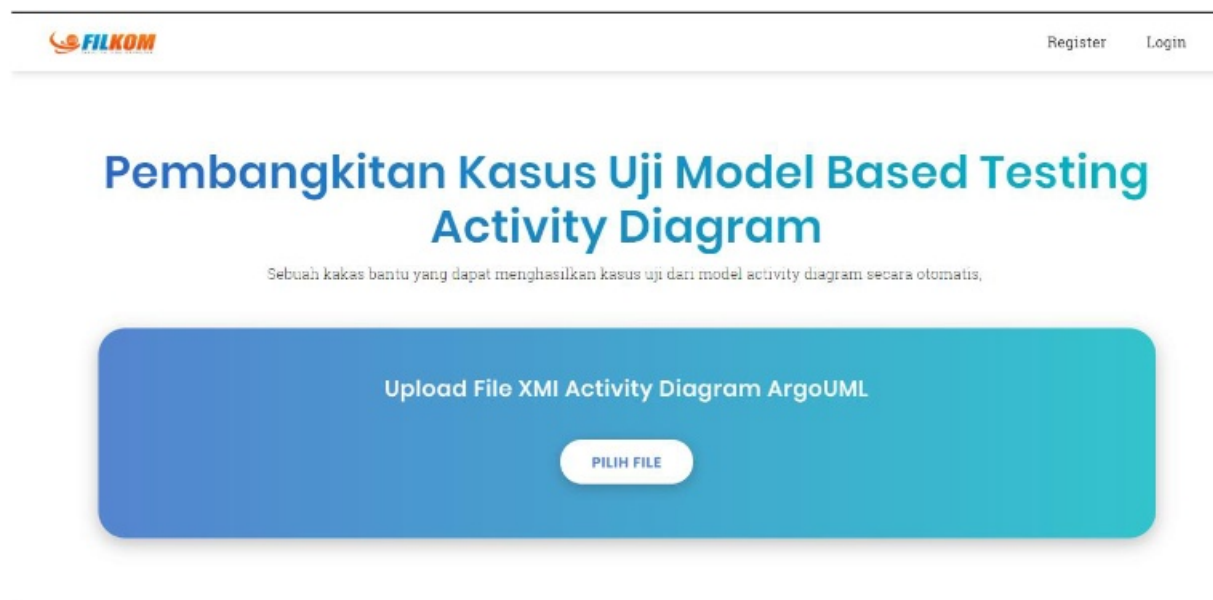 FILKOM
Register
Login
Pembangkitan Kasus Uji Model Based Testing
Activity Diagram
Sebuah kakas bantu yang dapat menghasilkan kasus uji dari model activity diagram secara otomatis,
Upload File XMI Activity Diagram ArgoUML
PILIH FILE